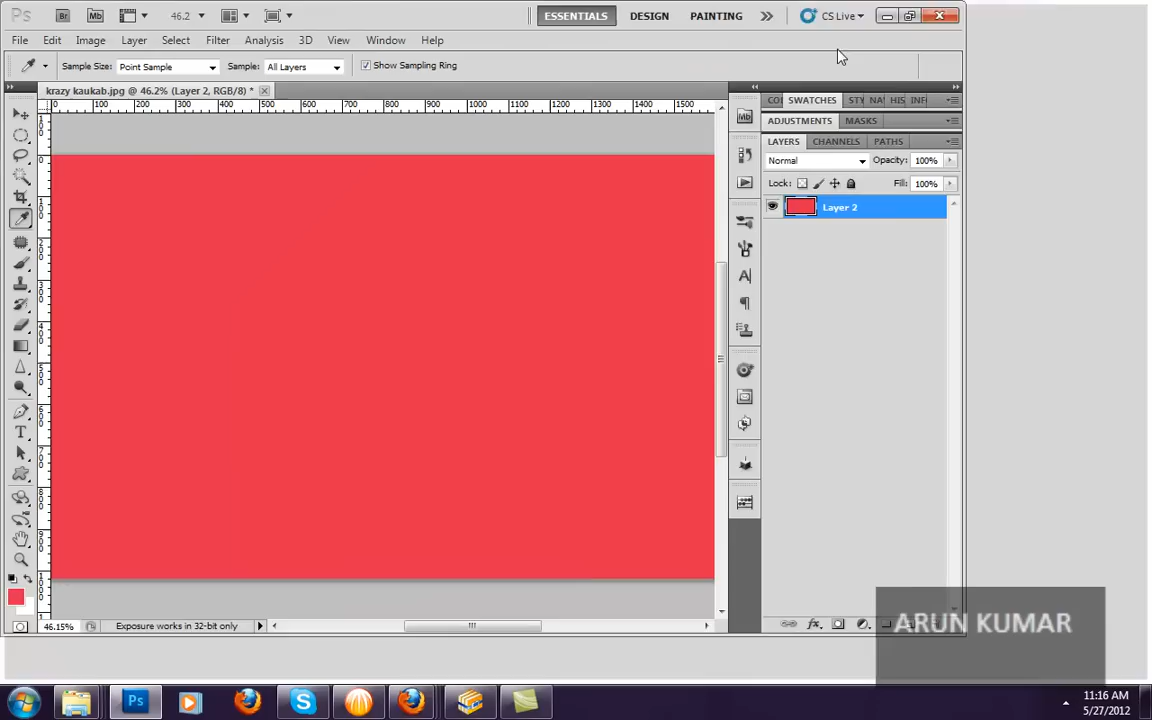 Ps Br Mb 46.2 ESSENTIALS DESIGN PAINTING CS Live
File Edit Image Layer Select Filter Analysis 3D View Window Help
Sample Size: Point Sample Sample: All Layers Show Sampling Ring
krazy kaukab.jpg @ 46.2% (Layer 2, RGB/8) *
SWATCHES
0 100 200 300 400 500 600 700 800 900 1000 1100 1200 1300 1400 1500
ADJUSTMENTS MASKS
LAYERS CHANNELS PATHS
Normal Opacity: 100%
Lock: Fill: 100%
Layer 2
46.15% Exposure works in 32-bit only
ARUN KUMAR
11:16 AM
5/27/2012